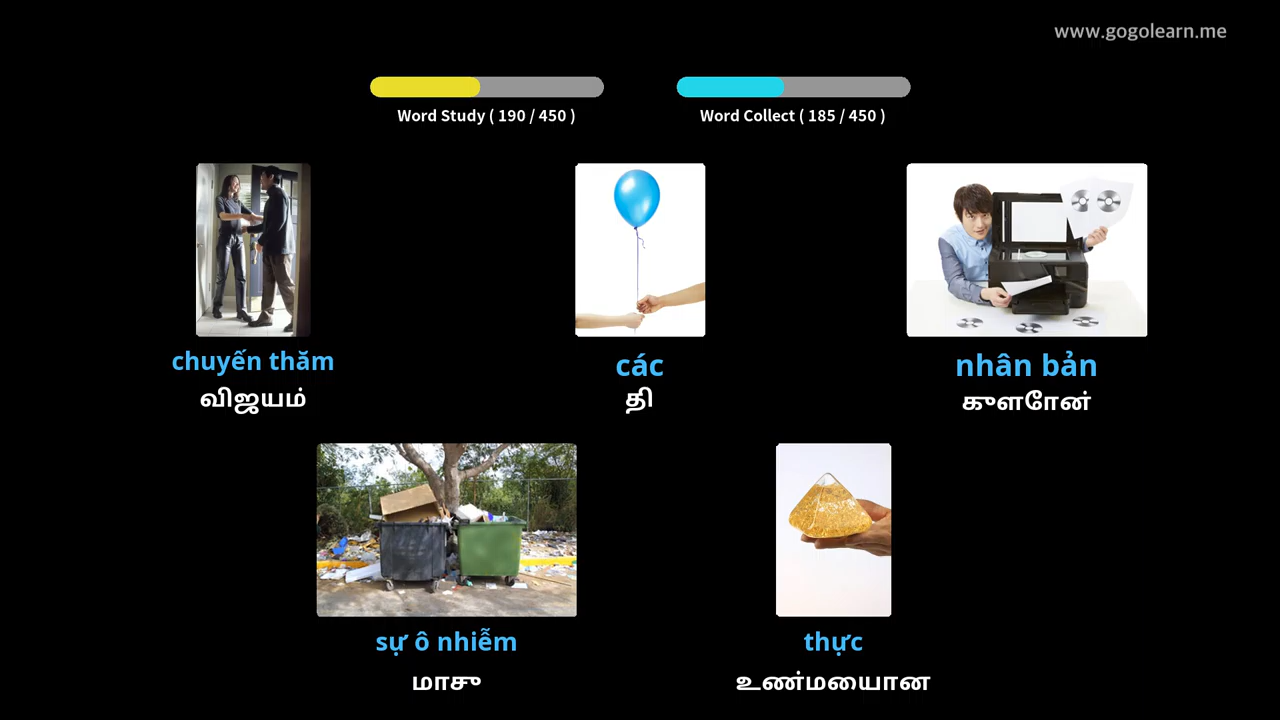 www.gogolearn.me
Word Study ( 190 / 450 )
Word Collect ( 185 / 450 )
chuyến thăm
விஜயம்
các
தி
nhân bản
குளோன்
sự ô nhiễm
மாசு
thực
உண்மையான